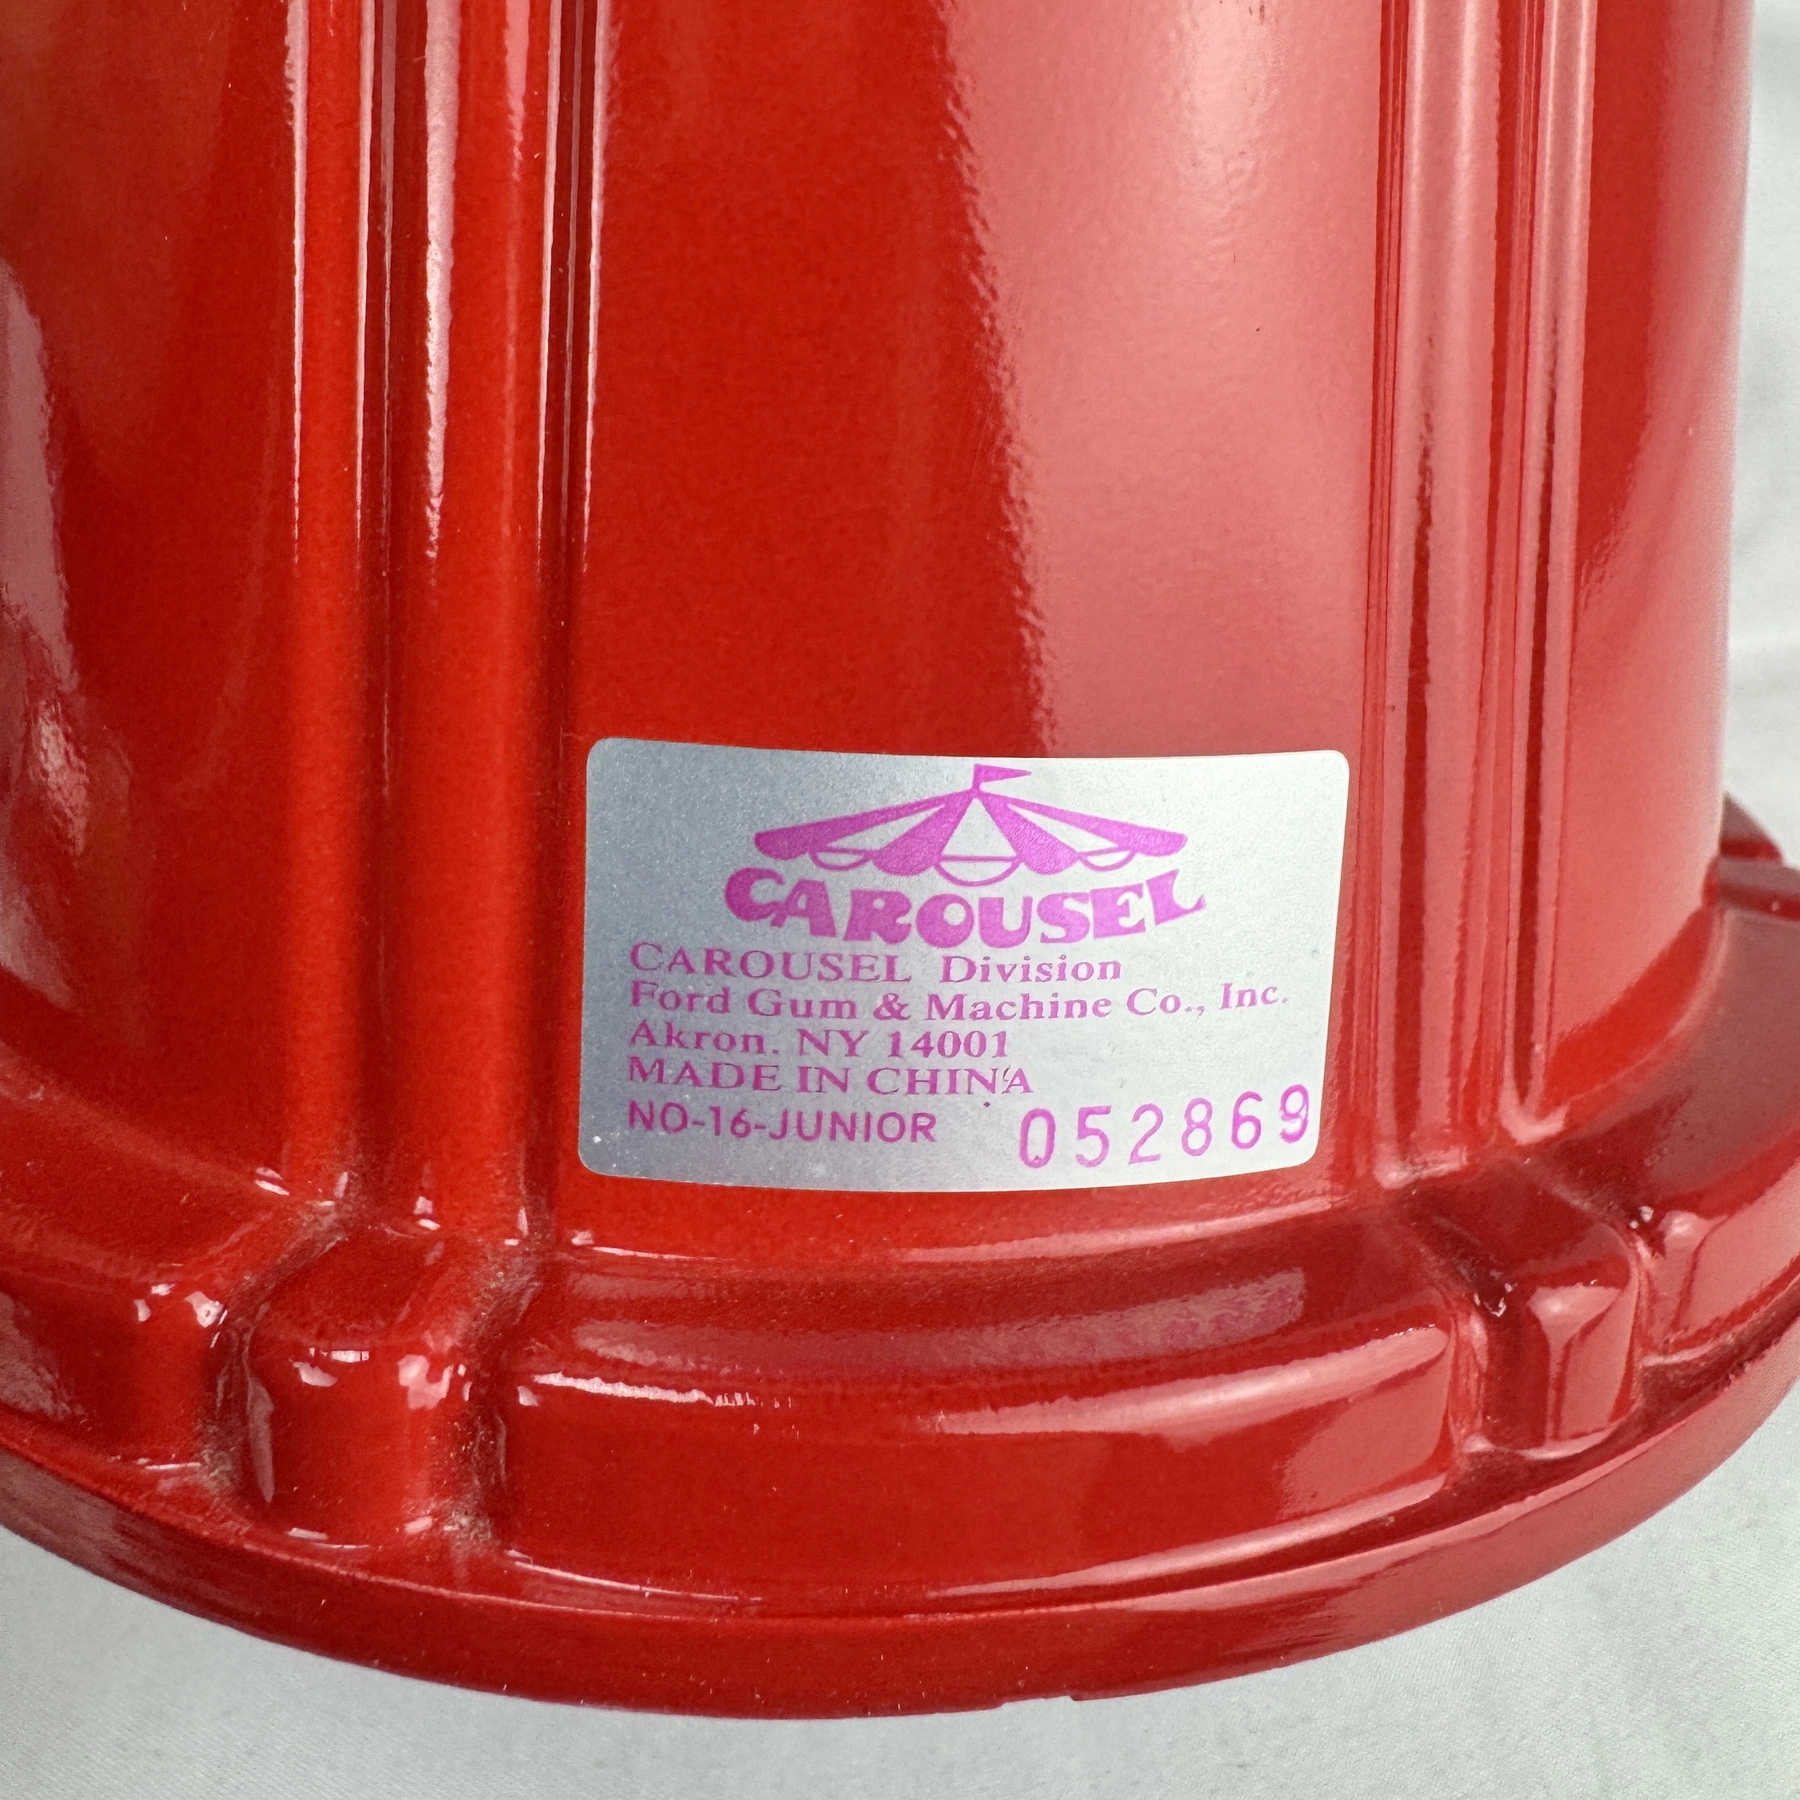 CAROUSEL
CAROUSEL Division
Ford Gum & Machine Co., Inc.
Akron. NY 14001
MADE IN CHINA
NO-16-JUNIOR 052869